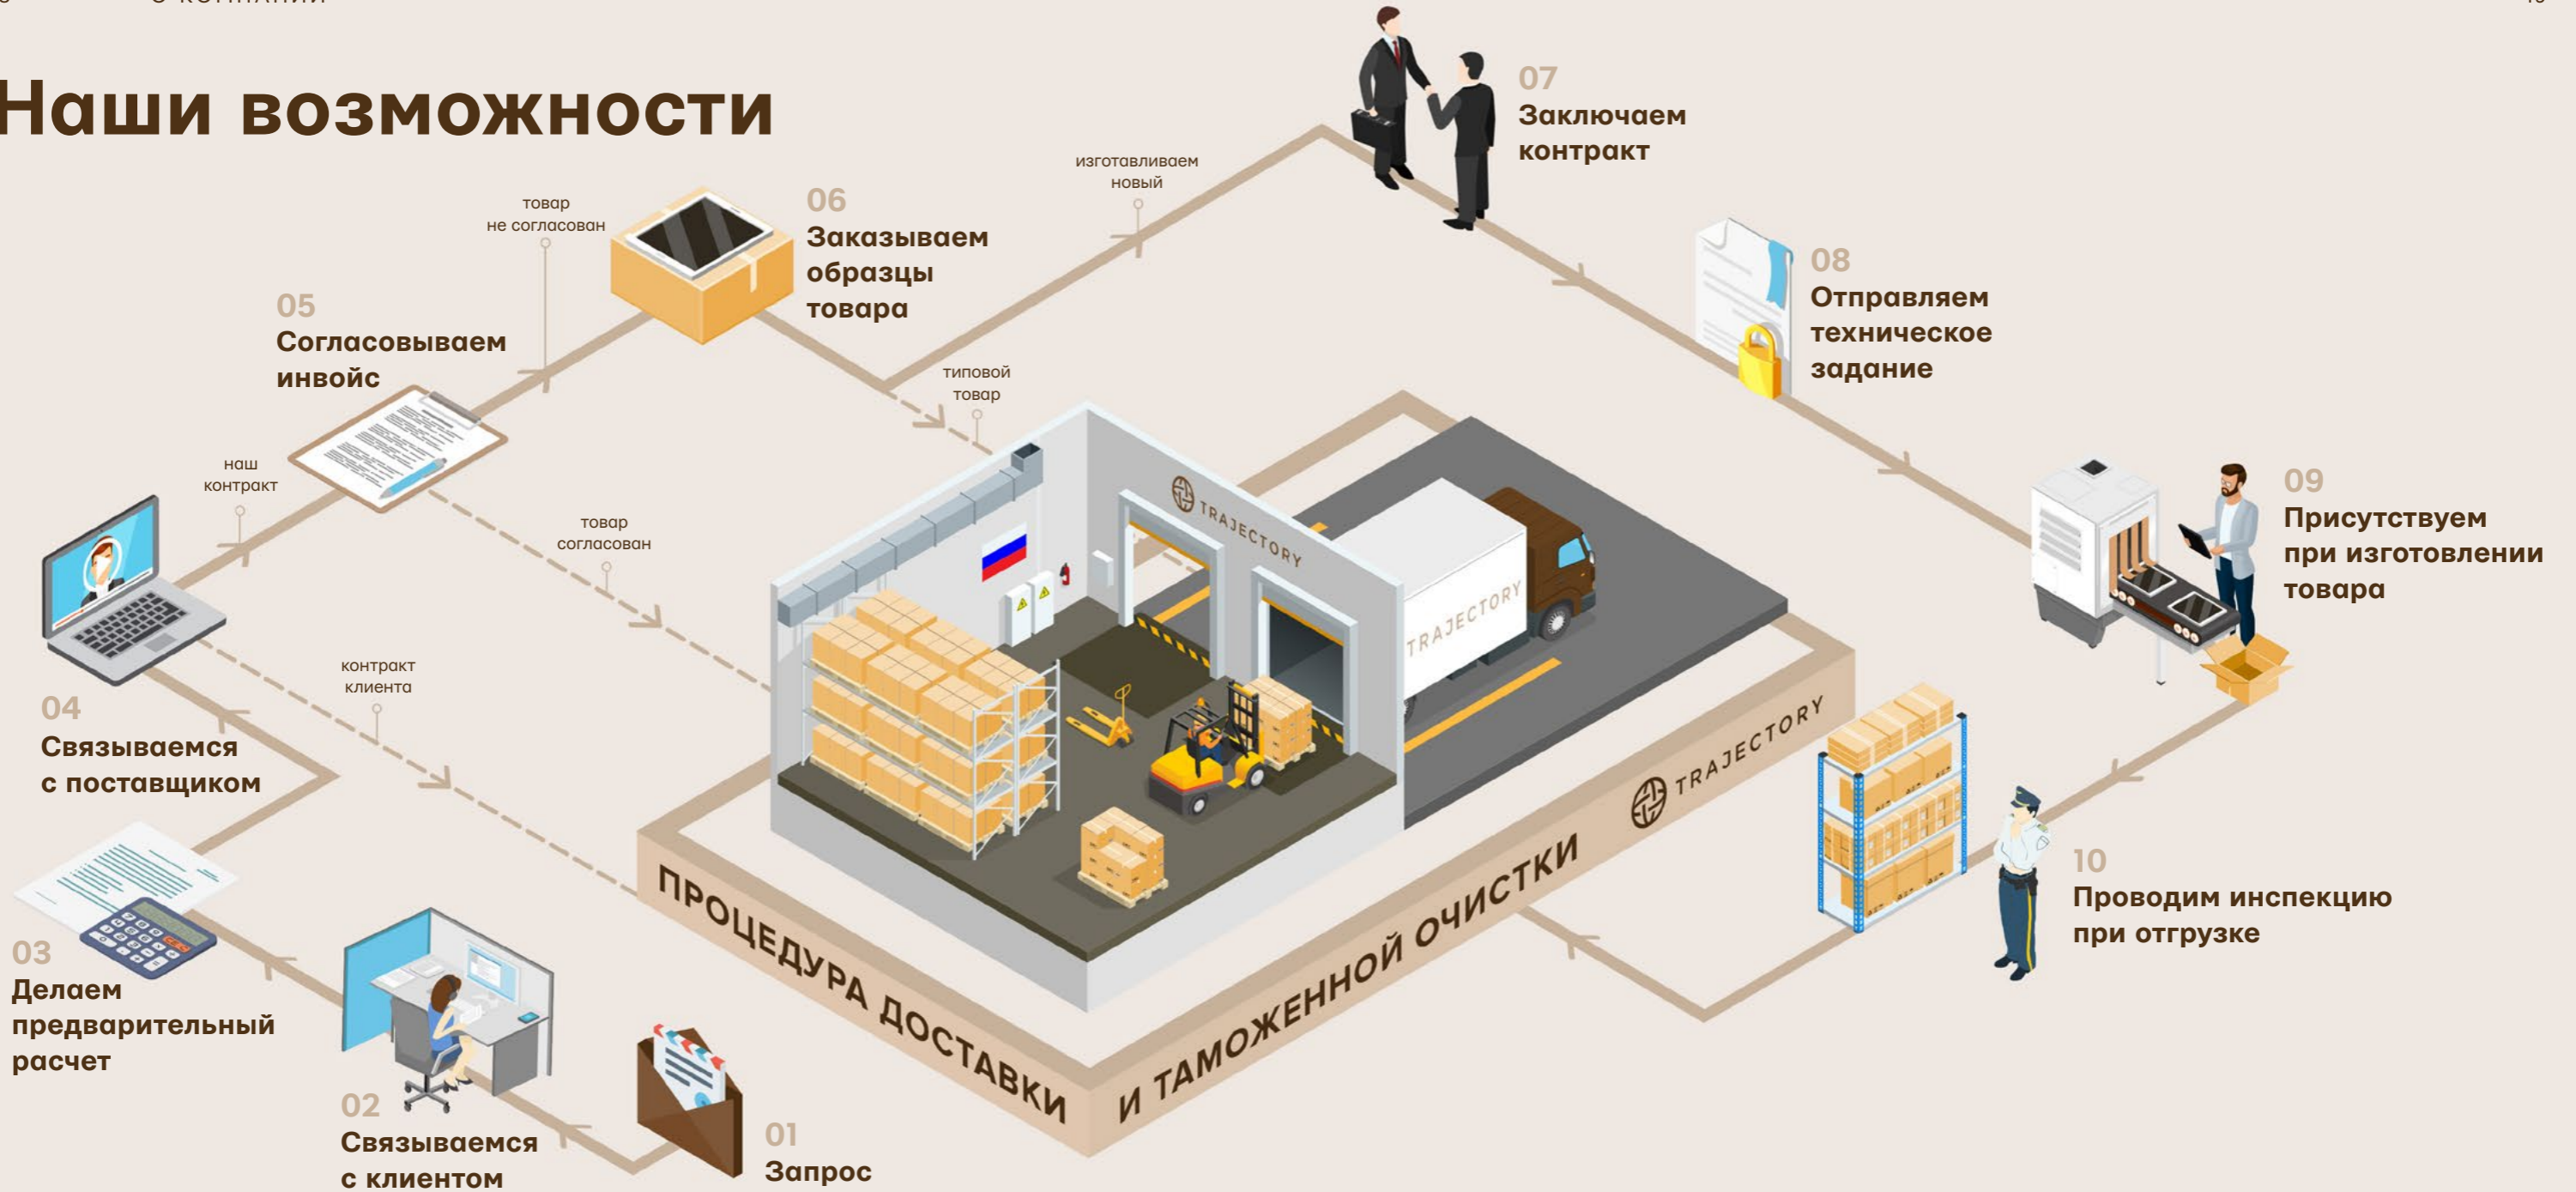 О КОМПАНИИ
Наши возможности
07
Заключаем
контракт
изготавливаем
новый
06
Заказываем
образцы
товара
товар
не согласован
08
Отправляем
техническое
задание
05
Согласовываем
инвойс
типовой
товар
наш
контракт
09
Присутствуем
при изготовлении
товара
товар
согласован
TRAJECTORY
TRAJECTORY
контракт
клиента
04
Связываемся
с поставщиком
TRAJECTORY
ПРОЦЕДУРА ДОСТАВКИ
И ТАМОЖЕННОЙ ОЧИСТКИ
10
Проводим инспекцию
при отгрузке
03
Делаем
предварительный
расчет
02
Связываемся
с клиентом
01
Запрос